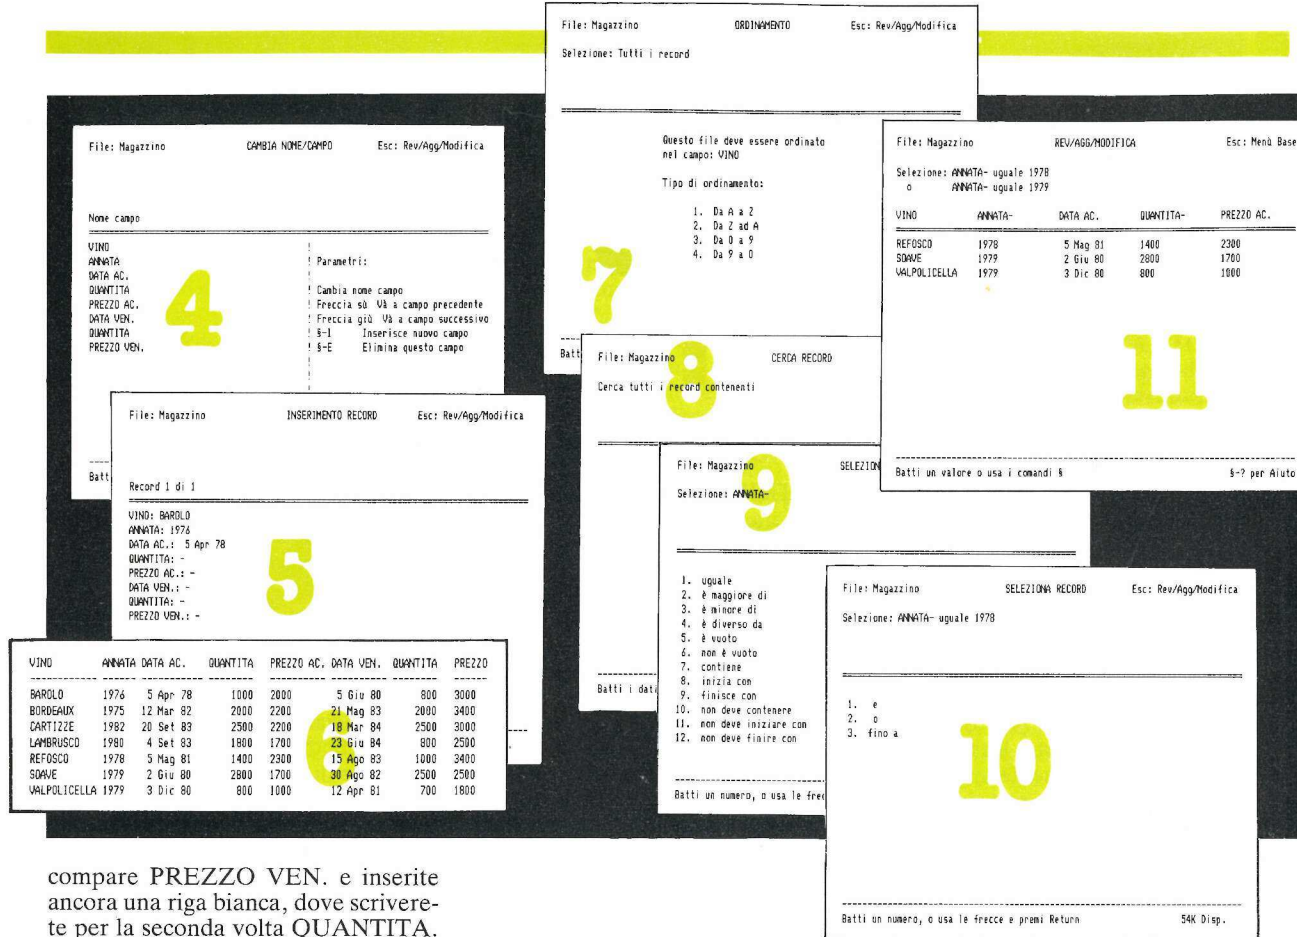 File: Magazzino CAMBIA NOME/CAMPO Esc: Rev/Agg/Modifica
Nome campo
VINO
ANNATA ! Parametri:
DATA AC. !
QUANTITA ! Cambia nome campo
PREZZO AC. ! Freccia sù Và a campo precedente
DATA VEN. ! Freccia giù Và a campo successivo
QUANTITA ! §-I Inserisce nuovo campo
PREZZO VEN. ! §-E Elimina questo campo
Batt
4
File: Magazzino INSERIMENTO RECORD Esc: Rev/Agg/Modifica
Record 1 di 1
VINO: BAROLO
ANNATA: 1976
DATA AC.: 5 Apr 78
QUANTITA: -
PREZZO AC.: -
DATA VEN.: -
QUANTITA: -
PREZZO VEN.: -
5
VINO ANNATA DATA AC. QUANTITA PREZZO AC. DATA VEN. QUANTITA PREZZO
BAROLO 1976 5 Apr 78 1000 2000 5 Giu 80 800 3000
BORDEAUX 1975 12 Mar 82 2000 2200 21 Mag 83 2000 3400
CARTIZZE 1982 20 Set 83 2500 2200 18 Mar 84 2500 3000
LAMBRUSCO 1980 4 Set 83 1800 1700 23 Giu 84 800 2500
REFOSCO 1978 5 Mag 81 1400 2300 15 Ago 83 1000 3400
SOAVE 1979 2 Giu 80 2800 1700 30 Ago 82 2500 2500
VALPOLICELLA 1979 3 Dic 80 800 1000 12 Apr 81 700 1800
6
File: Magazzino ORDINAMENTO Esc: Rev/Agg/Modifica
Selezione: Tutti i record
Questo file deve essere ordinato
nel campo: VINO
Tipo di ordinamento:
1. Da A a Z
2. Da Z ad A
3. Da 0 a 9
4. Da 9 a 0
Batt
7
File: Magazzino CERCA RECORD
Cerca tutti i record contenenti
Batti i dati
8
File: Magazzino SELEZION
Selezione: ANNATA-
1. uguale
2. è maggiore di
3. è minore di
4. è diverso da
5. è vuoto
6. non è vuoto
7. contiene
8. inizia con
9. finisce con
10. non deve contenere
11. non deve iniziare con
12. non deve finire con
Batti un numero, o usa le frec
9
File: Magazzino SELEZIONA RECORD Esc: Rev/Agg/Modifica
Selezione: ANNATA- uguale 1978
1. e
2. o
3. fino a
Batti un numero, o usa le frecce e premi Return 54K Disp.
10
File: Magazzino REV/AGG/MODIFICA Esc: Menù Base
Selezione: ANNATA- uguale 1978
o ANNATA- uguale 1979
VINO ANNATA- DATA AC. QUANTITA- PREZZO AC.
REFOSCO 1978 5 Mag 81 1400 2300
SOAVE 1979 2 Giu 80 2800 1700
VALPOLICELLA 1979 3 Dic 80 800 1000
Batti un valore o usa i comandi § §-? per Aiuto
11
compare PREZZO VEN. e inserite
ancora una riga bianca, dove scrivere-
te per la seconda volta QUANTITA.